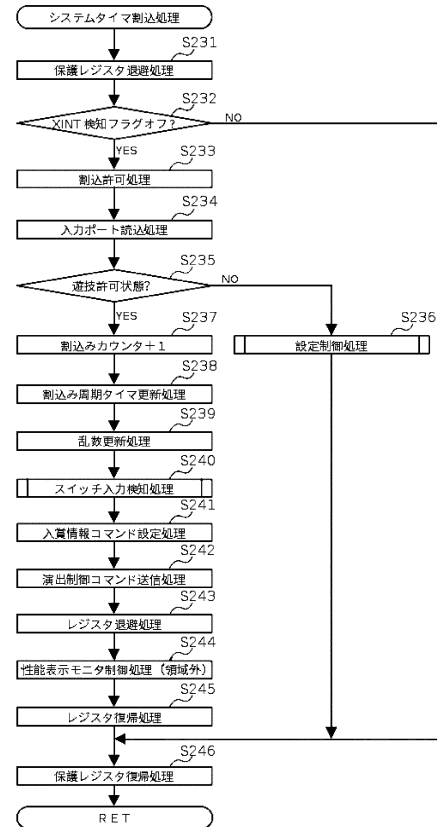 システムタイマ割込処理
S231
保護レジスタ退避処理
S232
XINT検知フラグオフ?
NO
YES
S233
割込許可処理
S234
入力ポート読込処理
S235
遊技許可状態?
NO
YES
S237
割込みカウンタ+1
S236
設定制御処理
S238
割込み周期タイマ更新処理
S239
乱数更新処理
S240
スイッチ入力検知処理
S241
入賞情報コマンド設定処理
S242
演出制御コマンド送信処理
S243
レジスタ退避処理
S244
性能表示モニタ制御処理(領域外)
S245
レジスタ復帰処理
S246
保護レジスタ復帰処理
RET